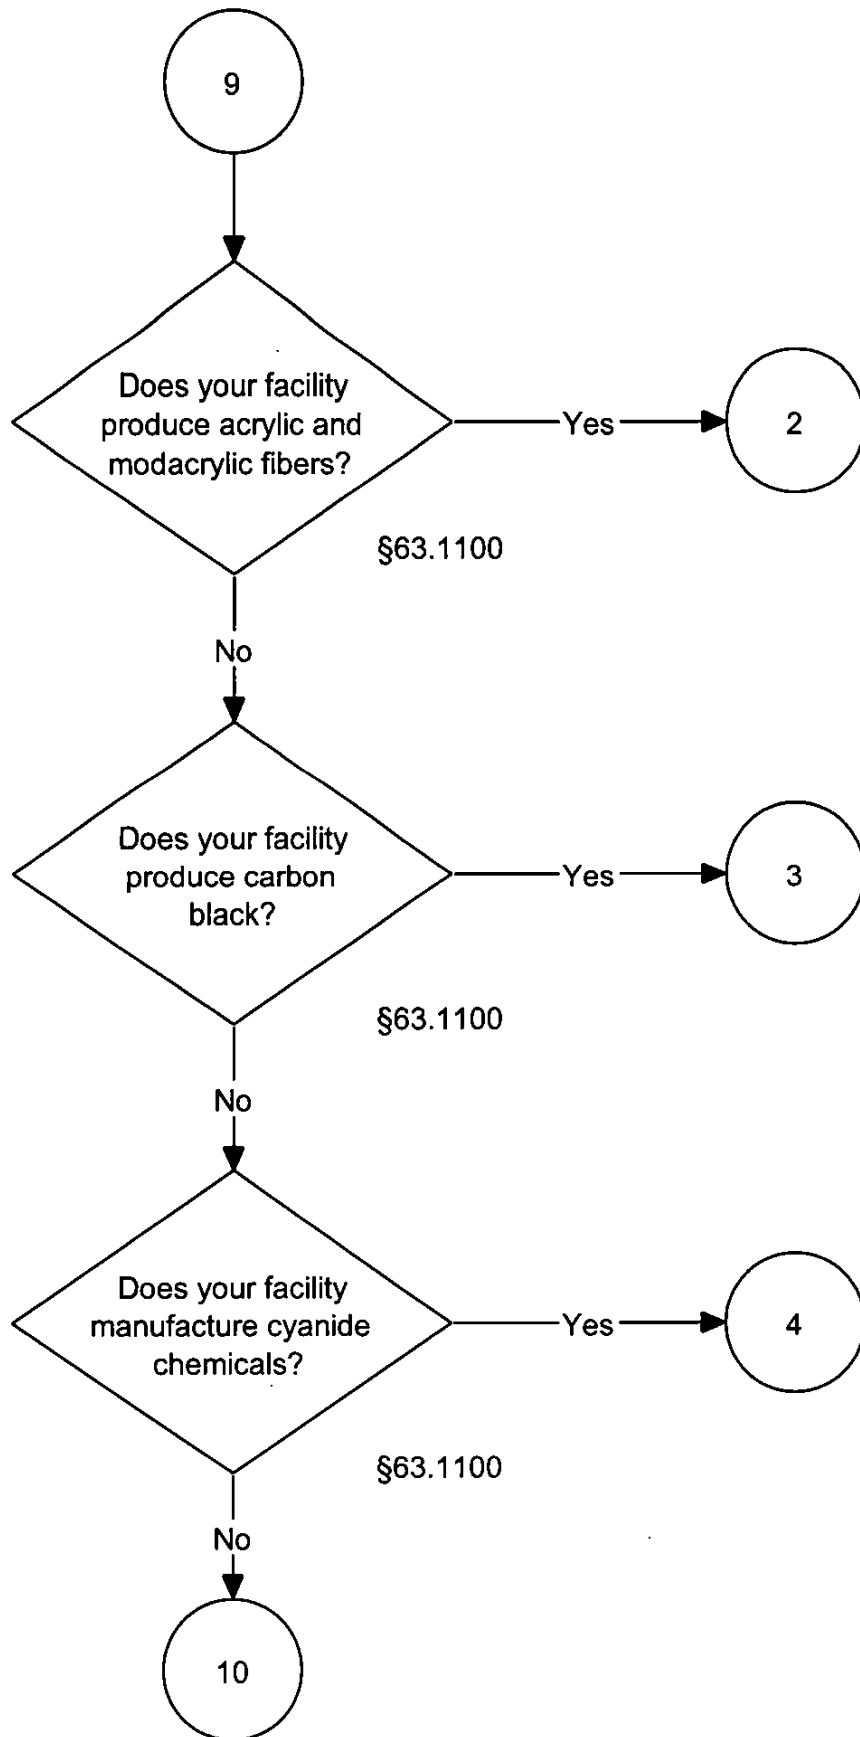 9
Does your facility
produce acrylic and
modacrylic fibers?
Yes
2
§63.1100
No
Does your facility
produce carbon
black?
Yes
3
§63.1100
No
Does your facility
manufacture cyanide
chemicals?
Yes
4
§63.1100
No
10